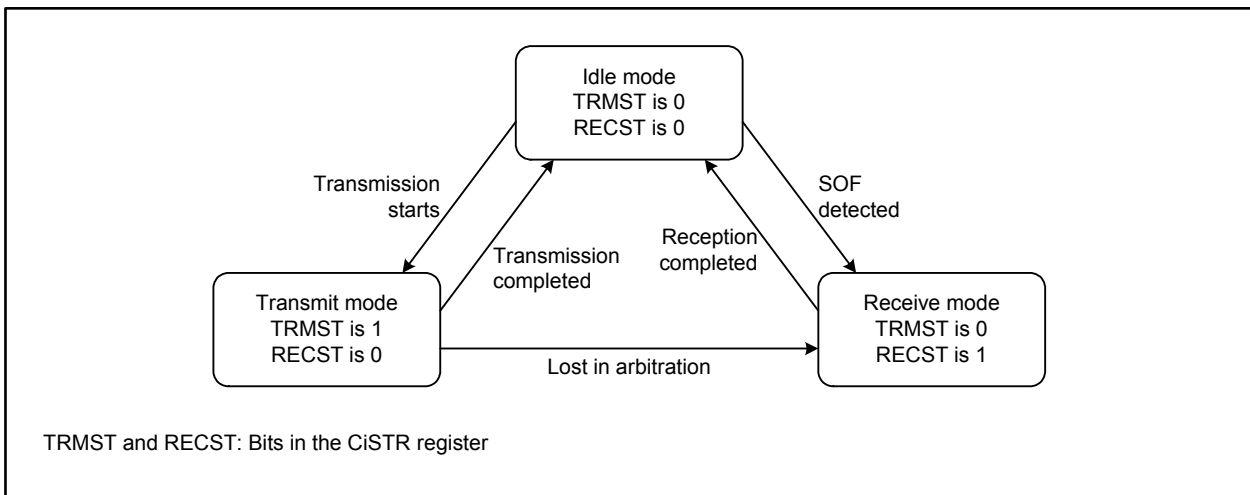 Idle mode
TRMST is 0
RECST is 0
Transmission
starts
SOF
detected
Transmission
completed
Reception
completed
Transmit mode
TRMST is 1
RECST is 0
Receive mode
TRMST is 0
RECST is 1
Lost in arbitration
TRMST and RECST: Bits in the CiSTR register